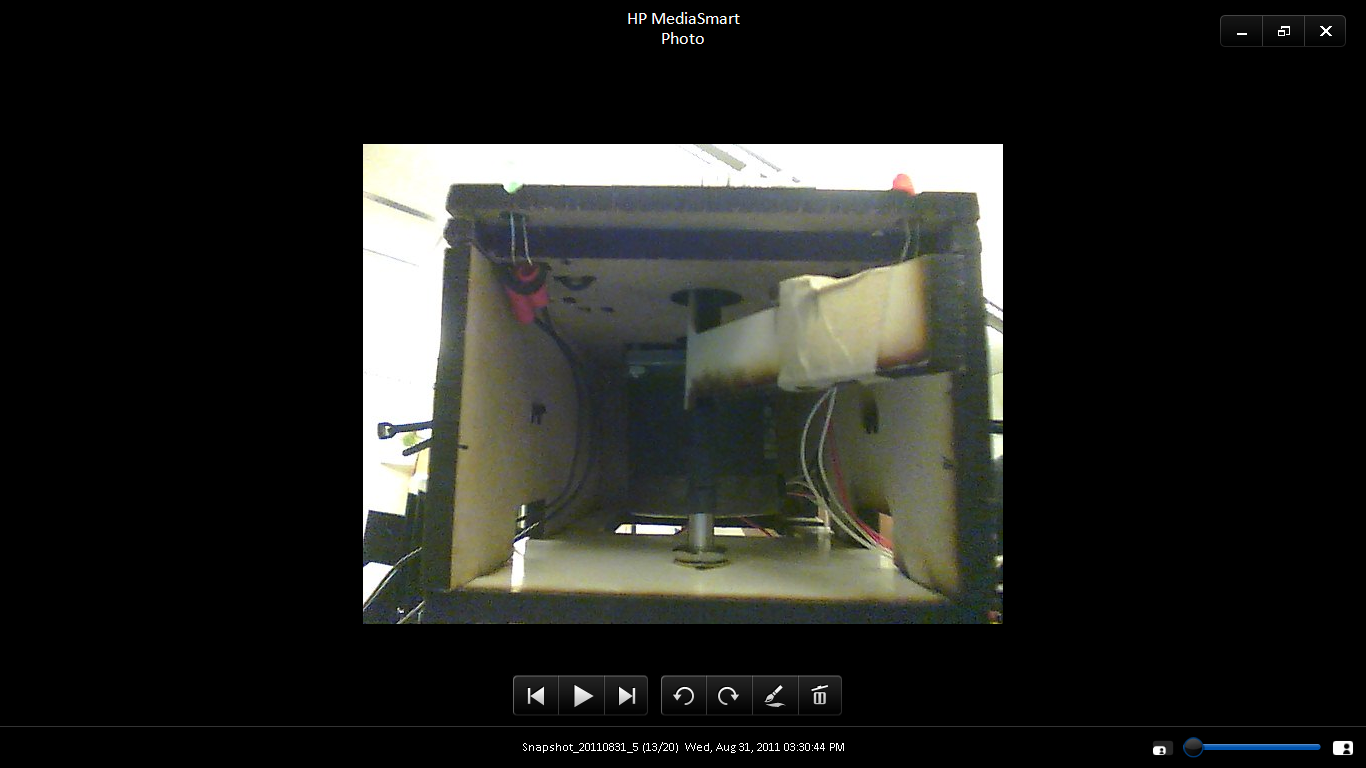 HP MediaSmart
Photo
Snapshot_20110831_5 (13/20) Wed, Aug 31, 2011 03:30:44 PM